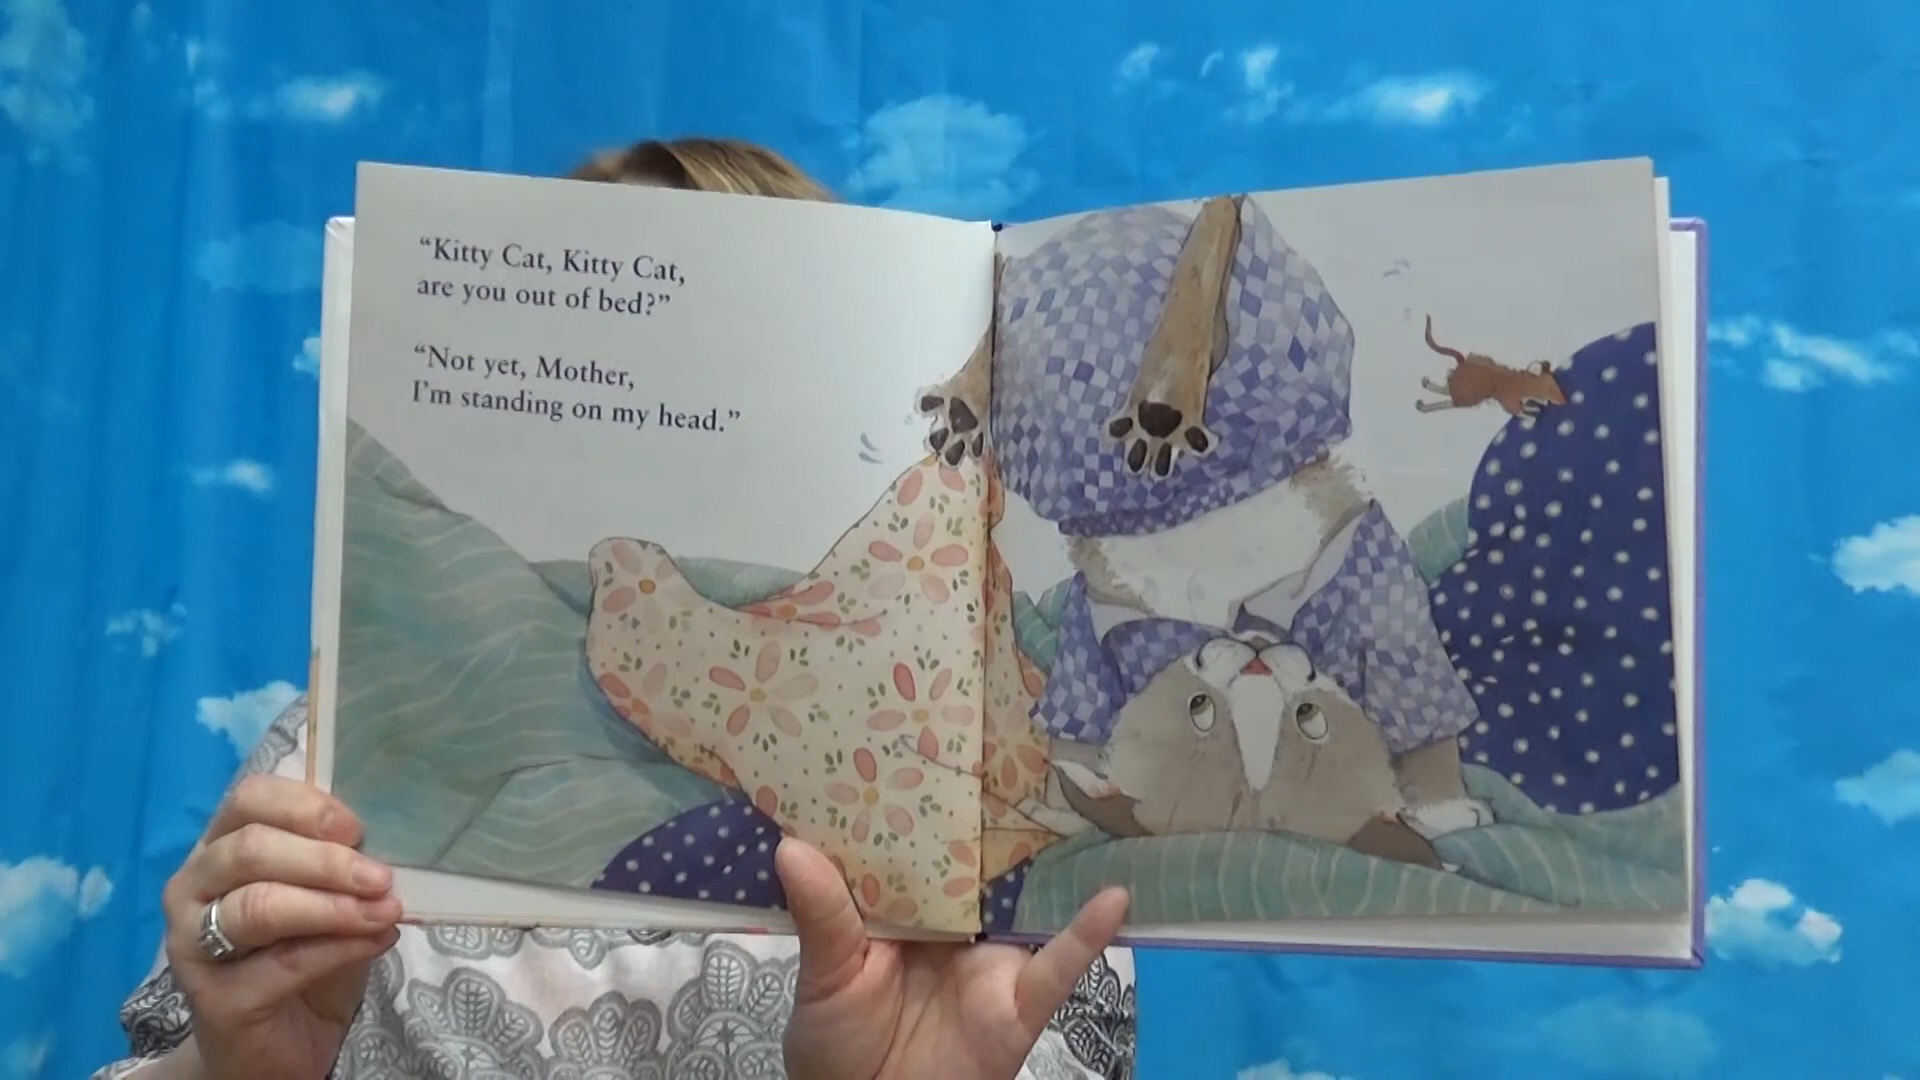 “Kitty Cat, Kitty Cat,
are you out of bed?”
“Not yet, Mother,
I’m standing on my head.”